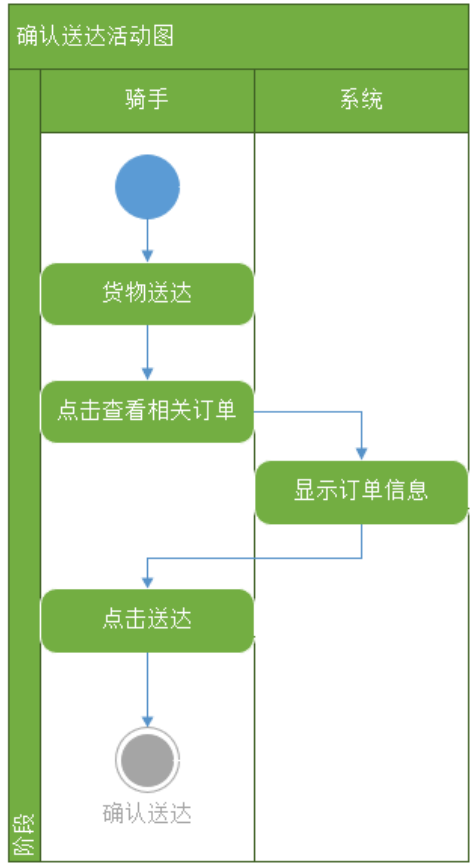 确认送达活动图
骑手
系统
货物送达
点击查看相关订单
显示订单信息
点击送达
确认送达
阶段